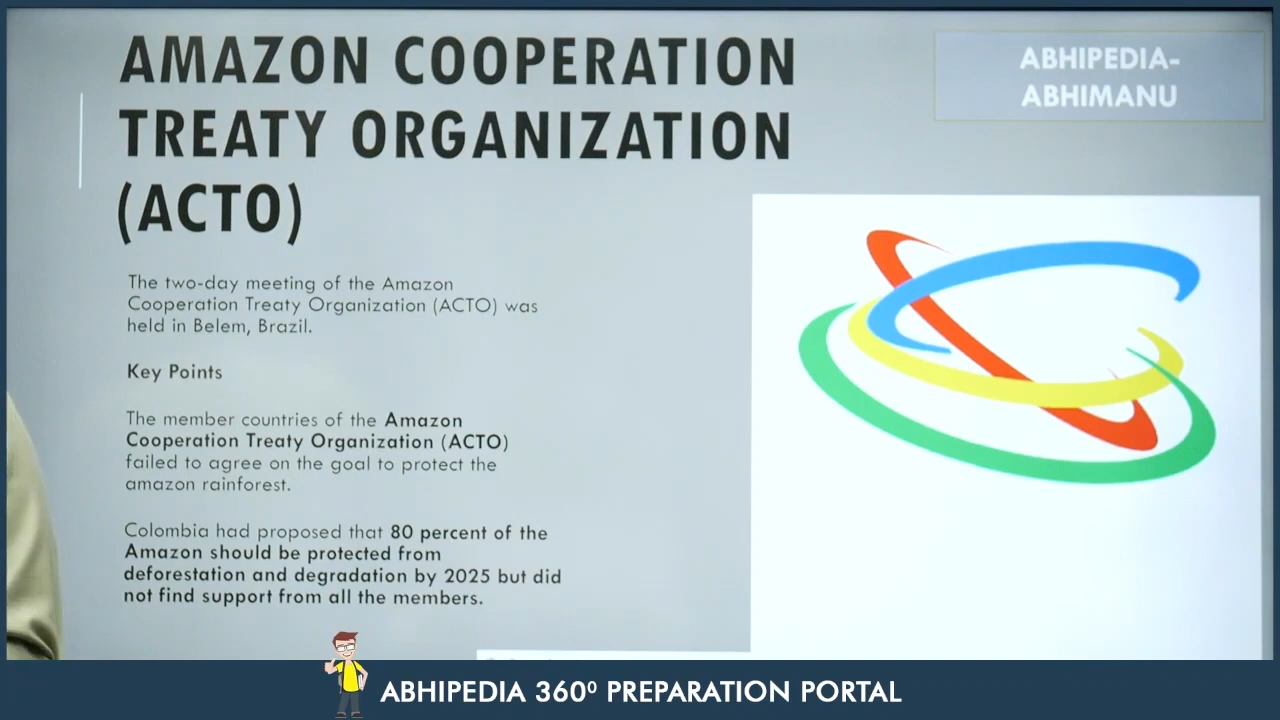 AMAZON COOPERATION
TREATY ORGANIZATION
(ACTO)
ABHIPEDIA-
ABHIMANU
The two-day meeting of the Amazon
Cooperation Treaty Organization (ACTO) was
held in Belem, Brazil.
Key Points
The member countries of the Amazon
Cooperation Treaty Organization (ACTO)
failed to agree on the goal to protect the
amazon rainforest.
Colombia had proposed that 80 percent of the
Amazon should be protected from
deforestation and degradation by 2025 but did
not find support from all the members.
ABHIPEDIA 360⁰ PREPARATION PORTAL